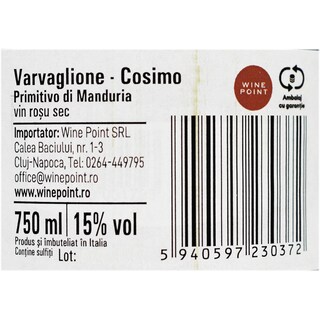 Varvaglione - Cosimo
Primitivo di Manduria
vin roșu sec
WINE
POINT
Ambalaj
cu garanție
Importator: Wine Point SRL
Calea Baciului, nr. 1-3
Cluj-Napoca, Tel: 0264-449795
office@winepoint.ro
www.winepoint.ro
750 ml 15% vol
Produs și îmbuteliat în Italia
Conține sulfiți Lot:
5 940597 230372